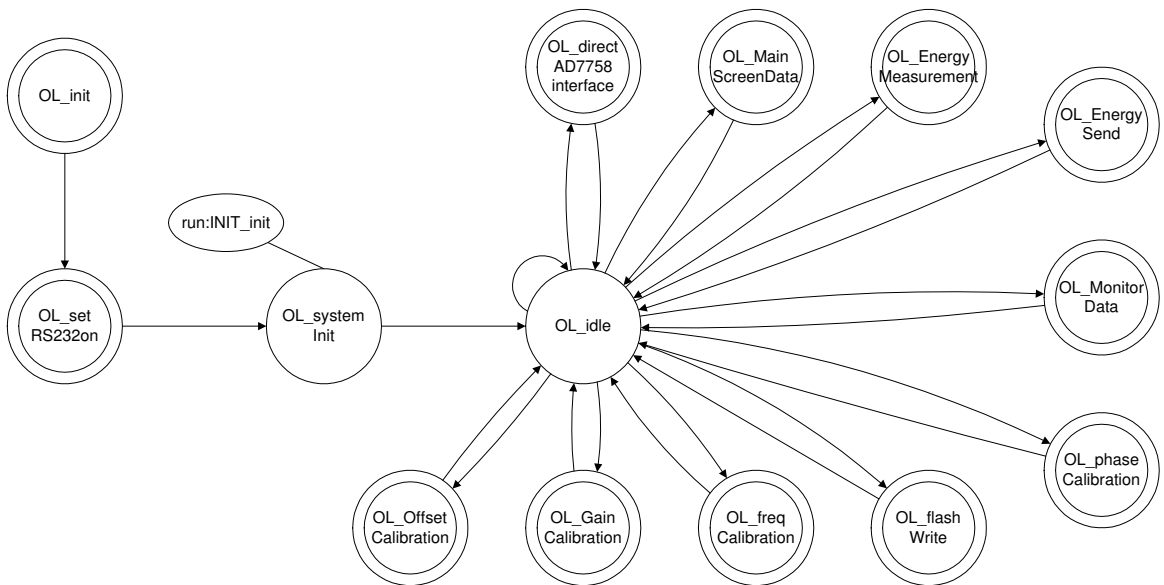 OL_init
OL_direct
AD7758
interface
OL_Main
ScreenData
OL_Energy
Measurement
OL_Energy
Send
run:INIT_init
OL_set
RS232on
OL_system
Init
OL_idle
OL_Monitor
Data
OL_phase
Calibration
OL_Offset
Calibration
OL_Gain
Calibration
OL_freq
Calibration
OL_flash
Write